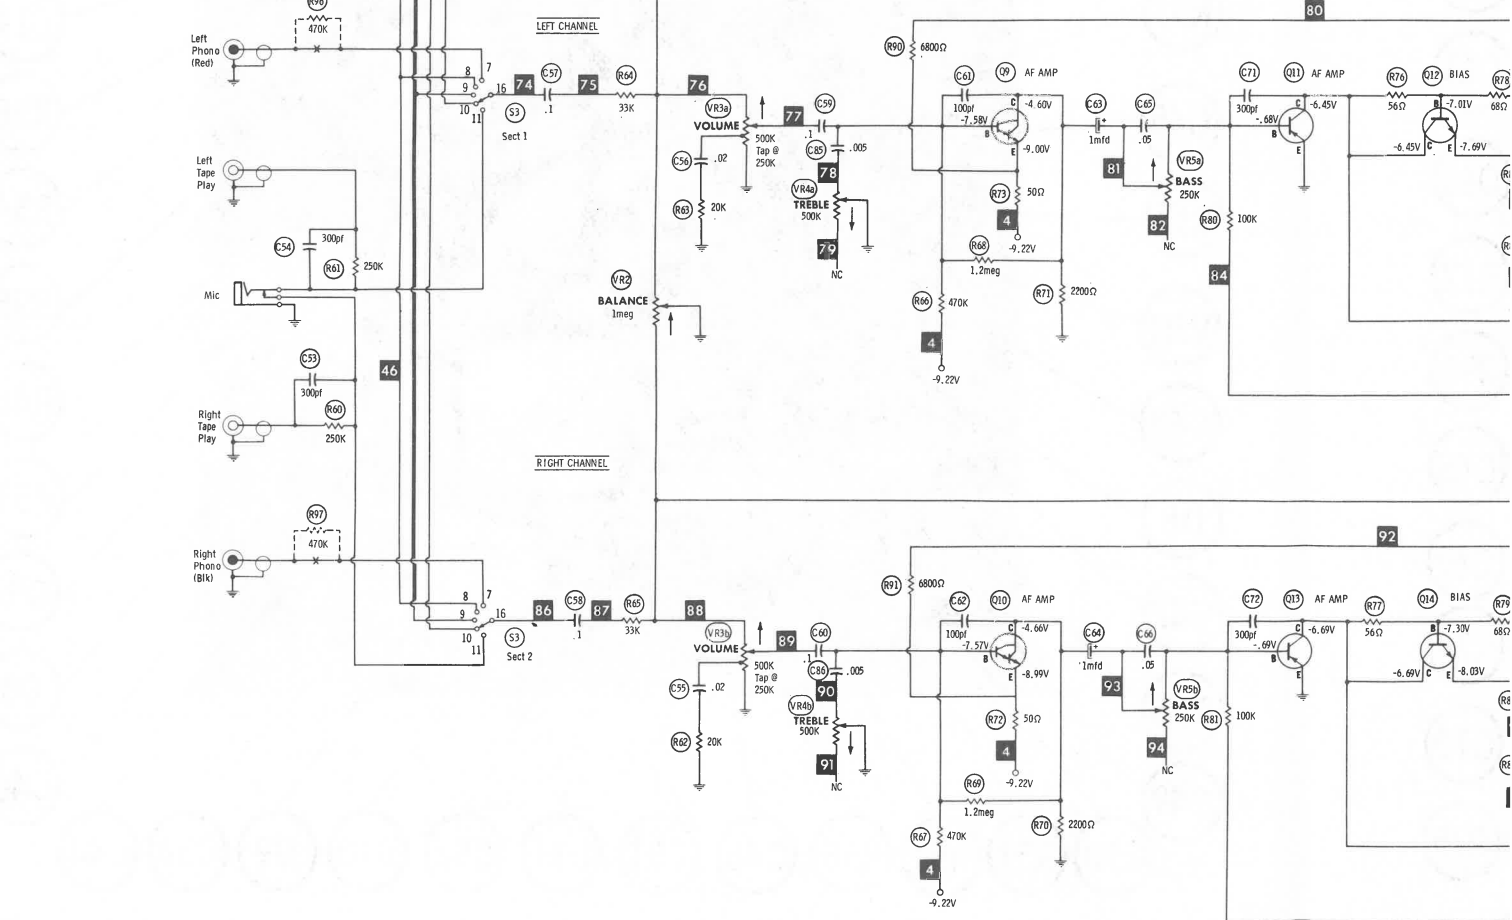 R96
470K
Left
Phono
(Red)
LEFT CHANNEL
80
8
7
9
10
16
11
S3
Sect 1
74
C57
.1
75
R64
33K
76
VR3a
VOLUME
500K
Tap @
250K
77
C59
.1
C85
.005
C56
.02
R63
20K
78
VR4a
TREBLE
500K
79
NC
R90
6800Ω
C61
100pf
-7.58V
B
Q9
AF AMP
C
-4.60V
-9.00V
E
R73
50Ω
4
-9.22V
R68
1.2meg
R66
470K
4
-9.22V
R71
2200Ω
C63
+
1mfd
C65
.05
81
VR5a
BASS
250K
82
NC
C71
300pf
-.68V
B
Q11
AF AMP
C
-6.45V
E
R80
100K
84
R76
56Ω
Q12
BIAS
B
-7.01V
-6.45V
C
E
-7.69V
R78
68Ω
Left
Tape
Play
C54
300pf
R61
250K
Mic
VR2
BALANCE
1meg
46
C53
300pf
R60
250K
Right
Tape
Play
RIGHT CHANNEL
R97
470K
Right
Phono
(Blk)
92
8
7
9
10
16
11
S3
Sect 2
86
C58
.1
87
R65
33K
88
VR3b
VOLUME
500K
Tap @
250K
89
C60
.1
C86
.005
C55
.02
R62
20K
90
VR4b
TREBLE
500K
91
NC
R91
6800Ω
C62
100pf
-7.57V
B
Q10
AF AMP
C
-4.66V
-8.99V
E
R72
50Ω
4
-9.22V
R69
1.2meg
R67
470K
4
-9.22V
R70
2200Ω
C64
+
1mfd
C66
.05
93
VR5b
BASS
250K
94
NC
C72
300pf
-.69V
B
Q13
AF AMP
C
-6.69V
E
R81
100K
R77
56Ω
Q14
BIAS
B
-7.30V
-6.69V
C
E
-8.03V
R79
68Ω